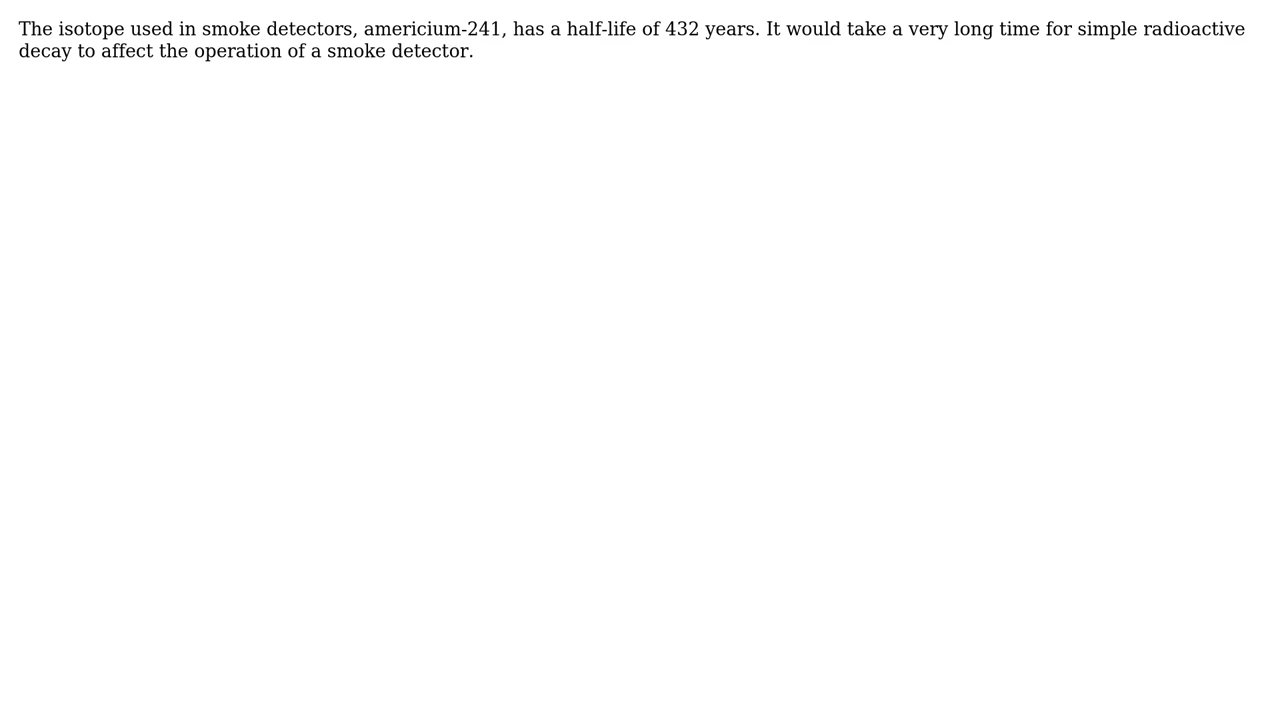 The isotope used in smoke detectors, americium-241, has a half-life of 432 years. It would take a very long time for simple radioactive
decay to affect the operation of a smoke detector.